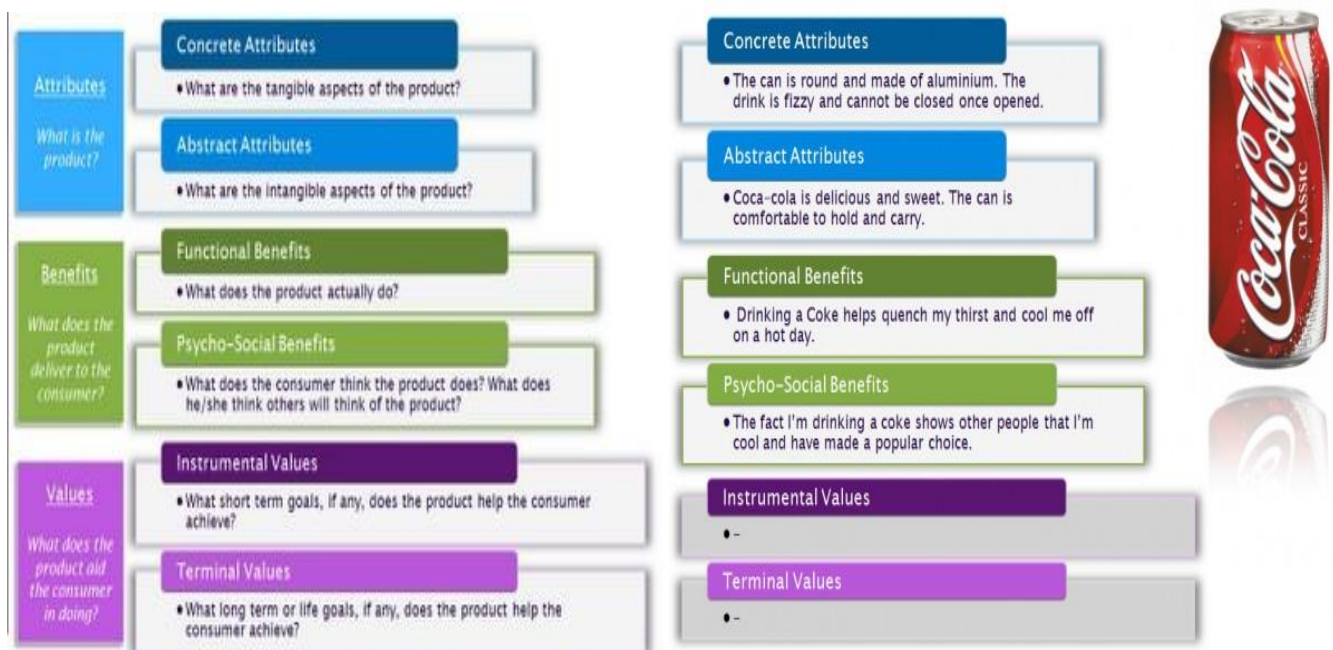 Attributes
What is the
product?
Concrete Attributes
• What are the tangible aspects of the product?
Abstract Attributes
• What are the intangible aspects of the product?
Benefits
What does the
product
deliver to the
consumer?
Functional Benefits
• What does the product actually do?
Psycho-Social Benefits
• What does the consumer think the product does? What does
he/she think others will think of the product?
Values
What does the
product aid
the consumer
in doing?
Instrumental Values
• What short term goals, if any, does the product help the consumer
achieve?
Terminal Values
• What long term or life goals, if any, does the product help the
consumer achieve?
Concrete Attributes
• The can is round and made of aluminium. The
drink is fizzy and cannot be closed once opened.
Abstract Attributes
• Coca-cola is delicious and sweet. The can is
comfortable to hold and carry.
Functional Benefits
• Drinking a Coke helps quench my thirst and cool me off
on a hot day.
Psycho-Social Benefits
• The fact I'm drinking a coke shows other people that I'm
cool and have made a popular choice.
Instrumental Values
• -
Terminal Values
• -
Coca-Cola
CLASSIC